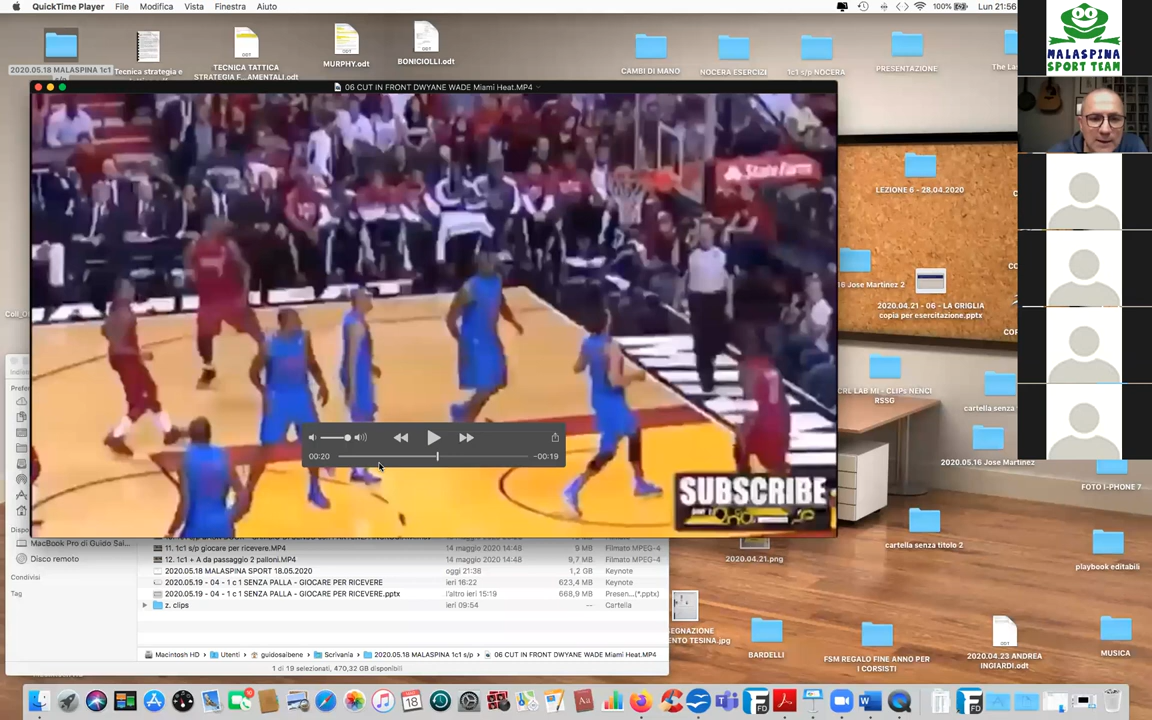 QuickTime Player File Modifica Vista Finestra Aiuto 100% Lun 21:56
MALASPINA
SPORT TEAM
2020.05.18 MALASPINA 1c1
s/p
Tecnica strategia e
TECNICA TATTICA
STRATEGIA F...AMENTALI.odt
MURPHY.odt
BONICIOLLI.odt
CAMBI DI MANO
NOCERA ESERCIZI
1c1 s/p NOCERA
PRESENTAZIONE
The Las
06 CUT IN FRONT DWYANE WADE Miami Heat.MP4
State Farm
LEZIONE 6 - 28.04.2020
16 Jose Martinez 2
2020.04.21 - 06 - LA GRIGLIA
copia per esercitazione.pptx
CRL LAB MI - CLIPs NENCI
RSSG
cartella senza
2020.05.16 Jose Martinez
FOTO I-PHONE 7
00:20
-00:19
SUBSCRIBE
cartella senza titolo 2
2020.04.21.png
playbook editabili
Prefe
Dispo
MacBook Pro di Guido Sai...
Disco remoto
Condivisi
Tag
11. 1c1 s/p giocare per ricevere.MP4 14 maggio 2020 14:48 9 MB Filmato MPEG-4
12. 1c1 + A da passaggio 2 palloni.MP4 14 maggio 2020 14:48 9,7 MB Filmato MPEG-4
2020.05.18 MALASPINA SPORT 18.05.2020 oggi 21:38 1,2 GB Keynote
2020.05.19 - 04 - 1 c 1 SENZA PALLA - GIOCARE PER RICEVERE ieri 16:22 623,4 MB Keynote
2020.05.19 - 04 - 1 c 1 SENZA PALLA - GIOCARE PER RICEVERE.pptx l'altro ieri 15:19 668,9 MB Presen...(*.pptx)
z. clips ieri 09:54 -- Cartella
Macintosh HD Utenti guidosaibene Scrivania 2020.05.18 MALASPINA 1c1 s/p 06 CUT IN FRONT DWYANE WADE Miami Heat.MP4
1 di 19 selezionati, 470,32 GB disponibili
SEGNAZIONE
ENTO TESINA.jpg
BARDELLI
FSM REGALO FINE ANNO PER
I CORSISTI
2020.04.23 ANDREA
INGIARDI.odt
MUSICA